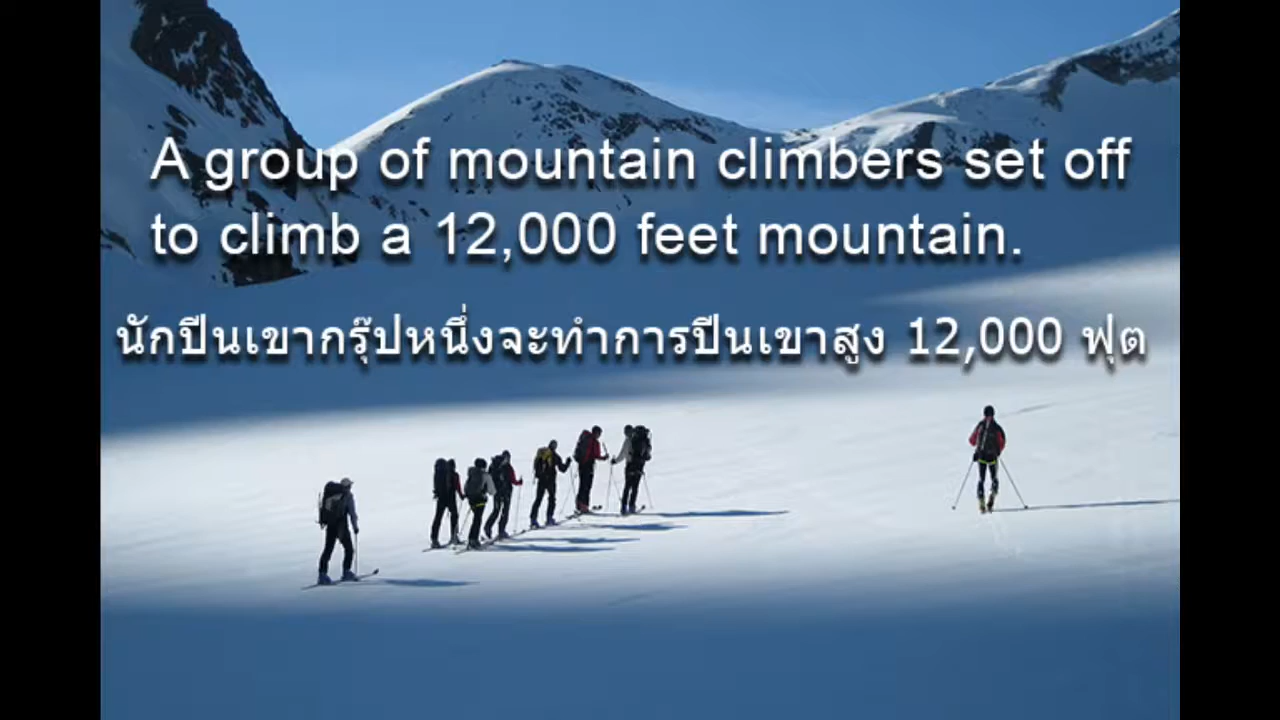 A group of mountain climbers set off
to climb a 12,000 feet mountain.
นักปีนเขากรุ๊ปหนึ่งจะทำการปีนเขาสูง 12,000 ฟุต